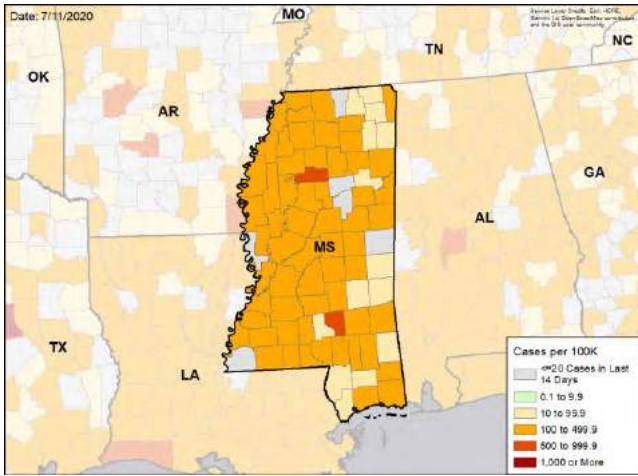 Date: 7/11/2020
MO
TN
NC
OK
AR
GA
AL
MS
TX
LA
Cases per 100K
<=20 Cases in Last
14 Days
0.1 to 9.9
10 to 99.9
100 to 499.9
500 to 999.9
1,000 or More